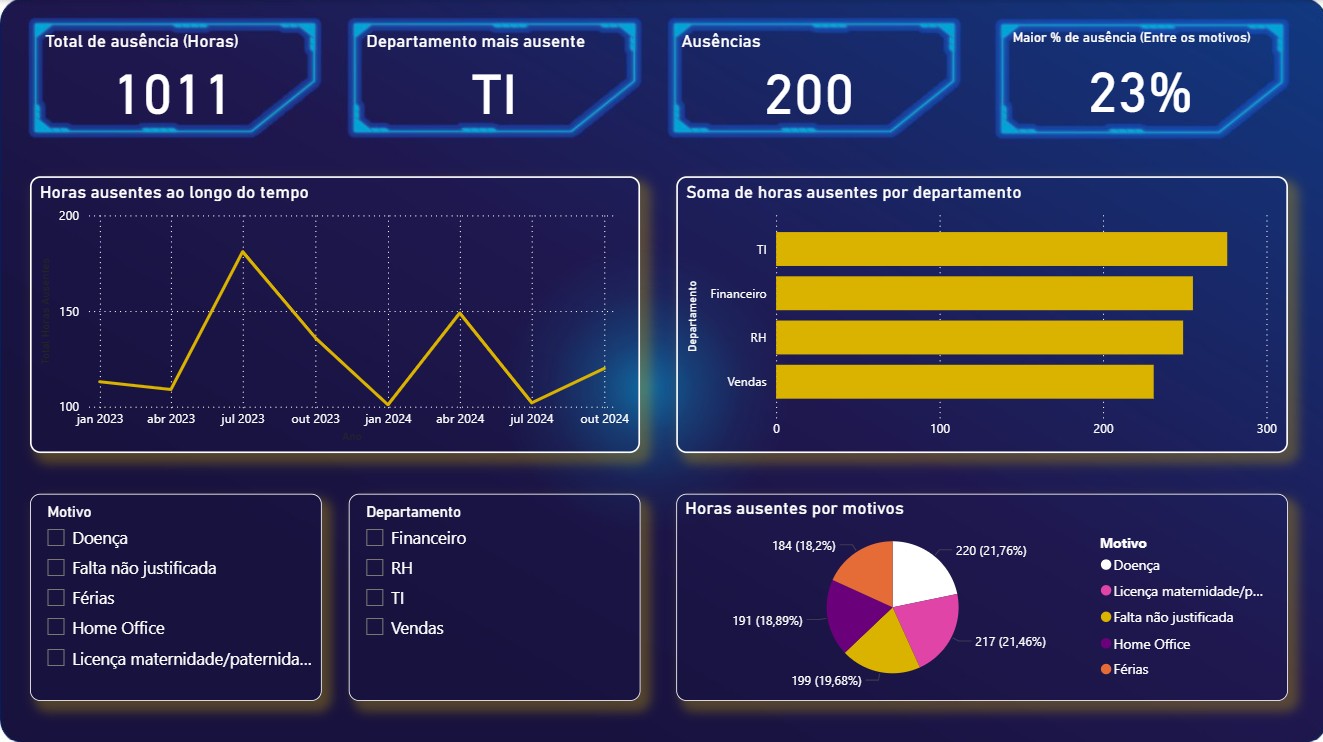 Total de ausência (Horas)
1011
Departamento mais ausente
TI
Ausências
200
Maior % de ausência (Entre os motivos)
23%
Horas ausentes ao longo do tempo
200
150
100
jan 2023 abr 2023 jul 2023 out 2023 jan 2024 abr 2024 jul 2024 out 2024
Ano
Soma de horas ausentes por departamento
Departamento
TI
Financeiro
RH
Vendas
0 100 200 300
Motivo
Doença
Falta não justificada
Férias
Home Office
Licença maternidade/paternida...
Departamento
Financeiro
RH
TI
Vendas
Horas ausentes por motivos
184 (18,2%)
220 (21,76%)
191 (18,89%)
217 (21,46%)
199 (19,68%)
Motivo
Doença
Licença maternidade/p...
Falta não justificada
Home Office
Férias